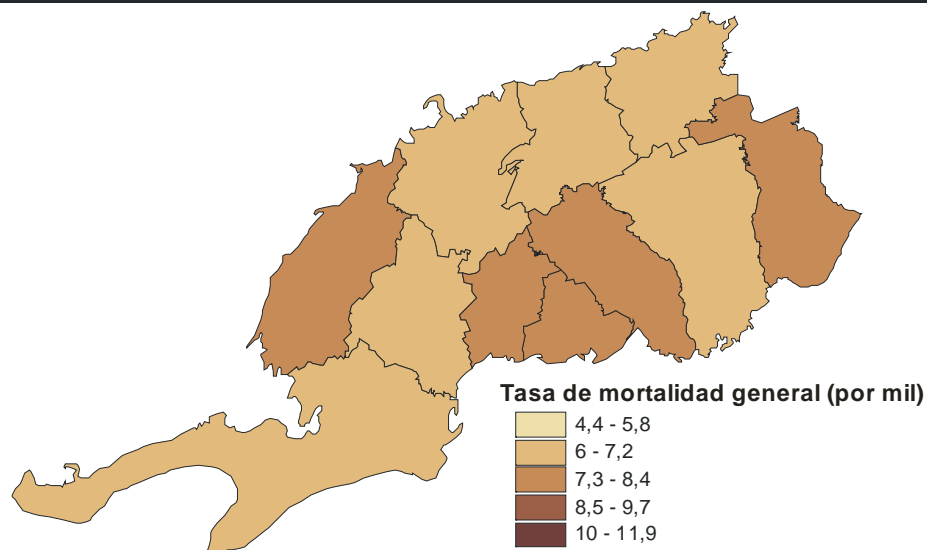 Tasa de mortalidad general (por mil)
4,4 - 5,8
6 - 7,2
7,3 - 8,4
8,5 - 9,7
10 - 11,9